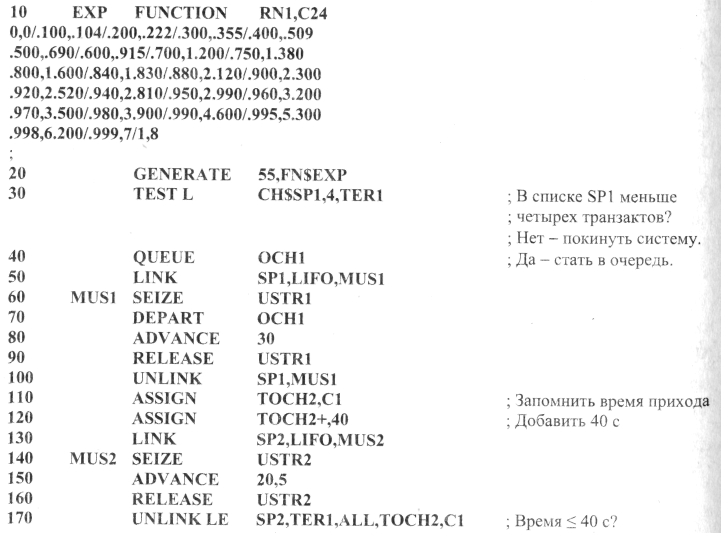 10 EXP FUNCTION RN1,C24
0,0/.100,.104/.200,.222/.300,.355/.400,.509
.500,.690/.600,.915/.700,1.200/.750,1.380
.800,1.600/.840,1.830/.880,2.120/.900,2.300
.920,2.520/.940,2.810/.950,2.990/.960,3.200
.970,3.500/.980,3.900/.990,4.600/.995,5.300
.998,6.200/.999,7/1,8
;
20 GENERATE 55,FN$EXP
30 TEST L CH$SP1,4,TER1 ; В списке SP1 меньше
; четырех транзактов?
; Нет – покинуть систему.
40 QUEUE OCH1 ; Да – стать в очередь.
50 LINK SP1,LIFO,MUS1
60 MUS1 SEIZE USTR1
70 DEPART OCH1
80 ADVANCE 30
90 RELEASE USTR1
100 UNLINK SP1,MUS1
110 ASSIGN TOCH2,C1 ; Запомнить время прихода
120 ASSIGN TOCH2+,40 ; Добавить 40 с
130 LINK SP2,LIFO,MUS2
140 MUS2 SEIZE USTR2
150 ADVANCE 20,5
160 RELEASE USTR2
170 UNLINK LE SP2,TER1,ALL,TOCH2,C1 ; Время ≤ 40 с?